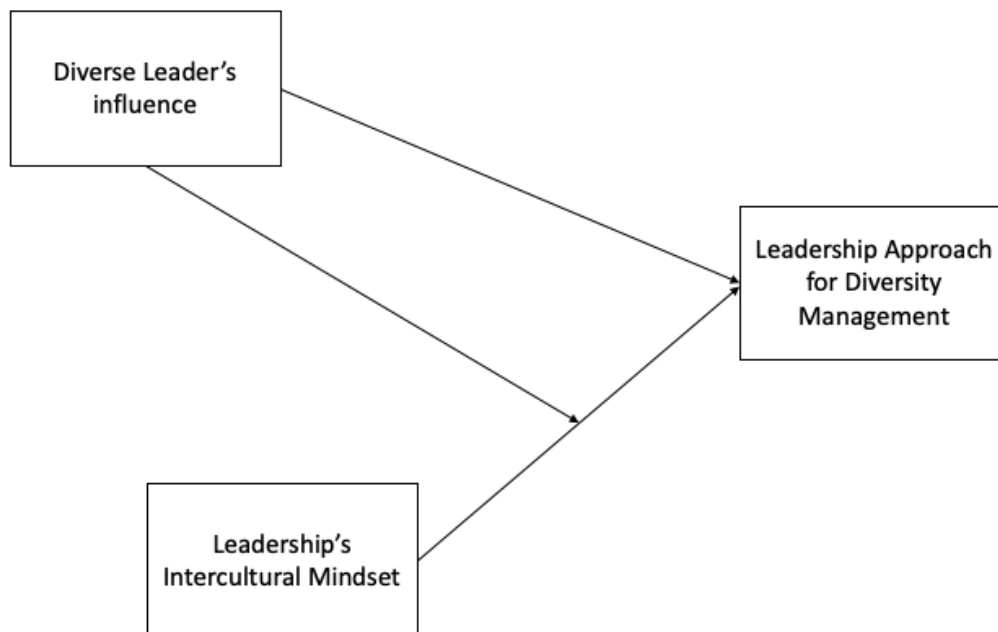 Diverse Leader’s
influence
Leadership Approach
for Diversity
Management
Leadership’s
Intercultural Mindset